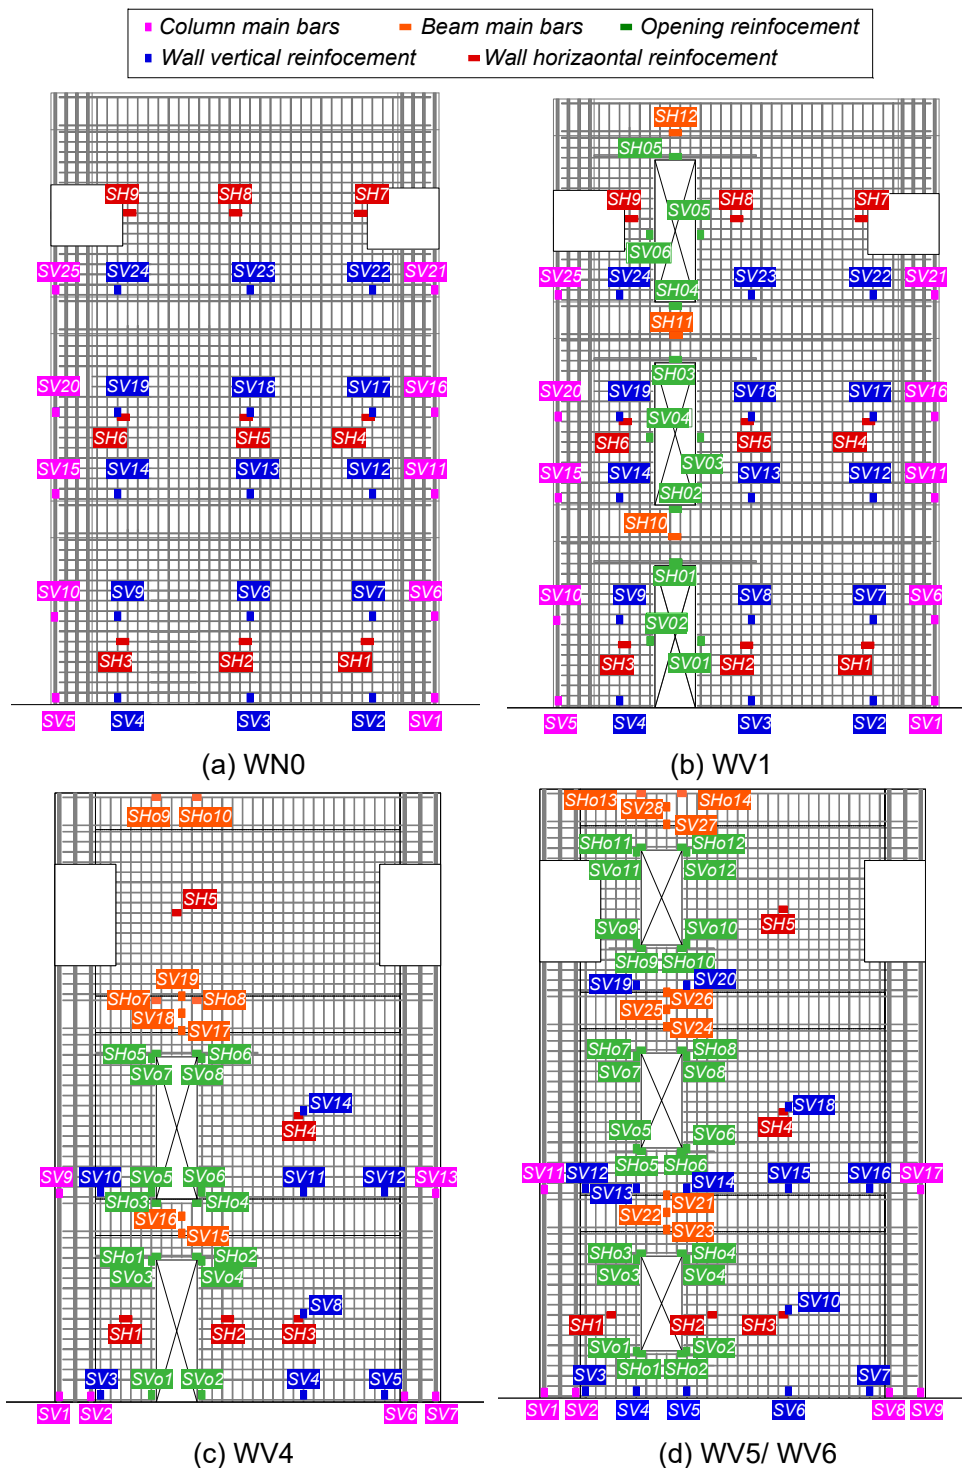 Column main bars Beam main bars Opening reinfocement
Wall vertical reinfocement Wall horizaontal reinfocement
SH9 SH8 SH7
SV25 SV24 SV23 SV22 SV21
SV20 SV19 SV18 SV17 SV16
SH6 SH5 SH4
SV15 SV14 SV13 SV12 SV11
SV10 SV9 SV8 SV7 SV6
SH3 SH2 SH1
SV5 SV4 SV3 SV2 SV1
(a) WN0
SH12
SH05
SH9 SV05 SH8 SH7
SV06
SV25 SV24 SH04 SV23 SV22 SV21
SH11
SH03
SV20 SV19 SV18 SV17 SV16
SV04
SH6 SH5 SH4
SV03
SV15 SV14 SV13 SV12 SV11
SH02
SH10
SH01
SV10 SV9 SV8 SV7 SV6
SV02
SH3 SV01 SH2 SH1
SV5 SV4 SV3 SV2 SV1
(b) WV1
SHo9 SHo10
SH5
SV19
SHo7 SHo8
SV18
SV17
SHo5 SHo6
SVo7 SVo8
SV14
SH4
SV9 SV10 SVo5 SVo6 SV11 SV12 SV13
SHo3 SHo4
SV16
SV15
SHo1 SHo2
SVo3 SVo4
SV8
SH1 SH2 SH3
SV3 SVo1 SVo2 SV4 SV5
SV1 SV2 SV6 SV7
(c) WV4
SHo13 SV28 SHo14
SV27
SHo11 SHo12
SVo11 SVo12
SH5
SVo9 SVo10
SHo9 SHo10
SV19 SV20
SV26
SV25
SV24
SHo7 SHo8
SVo7 SVo8
SV18
SH4
SVo5 SVo6
SHo5 SHo6
SV11 SV12 SV13 SV14 SV15 SV16 SV17
SV21
SV22
SV23
SHo3 SHo4
SVo3 SVo4
SV10
SH1 SH2 SH3
SVo1 SVo2
SHo1 SHo2
SV3 SV7
SV1 SV2 SV4 SV5 SV6 SV8 SV9
(d) WV5/ WV6